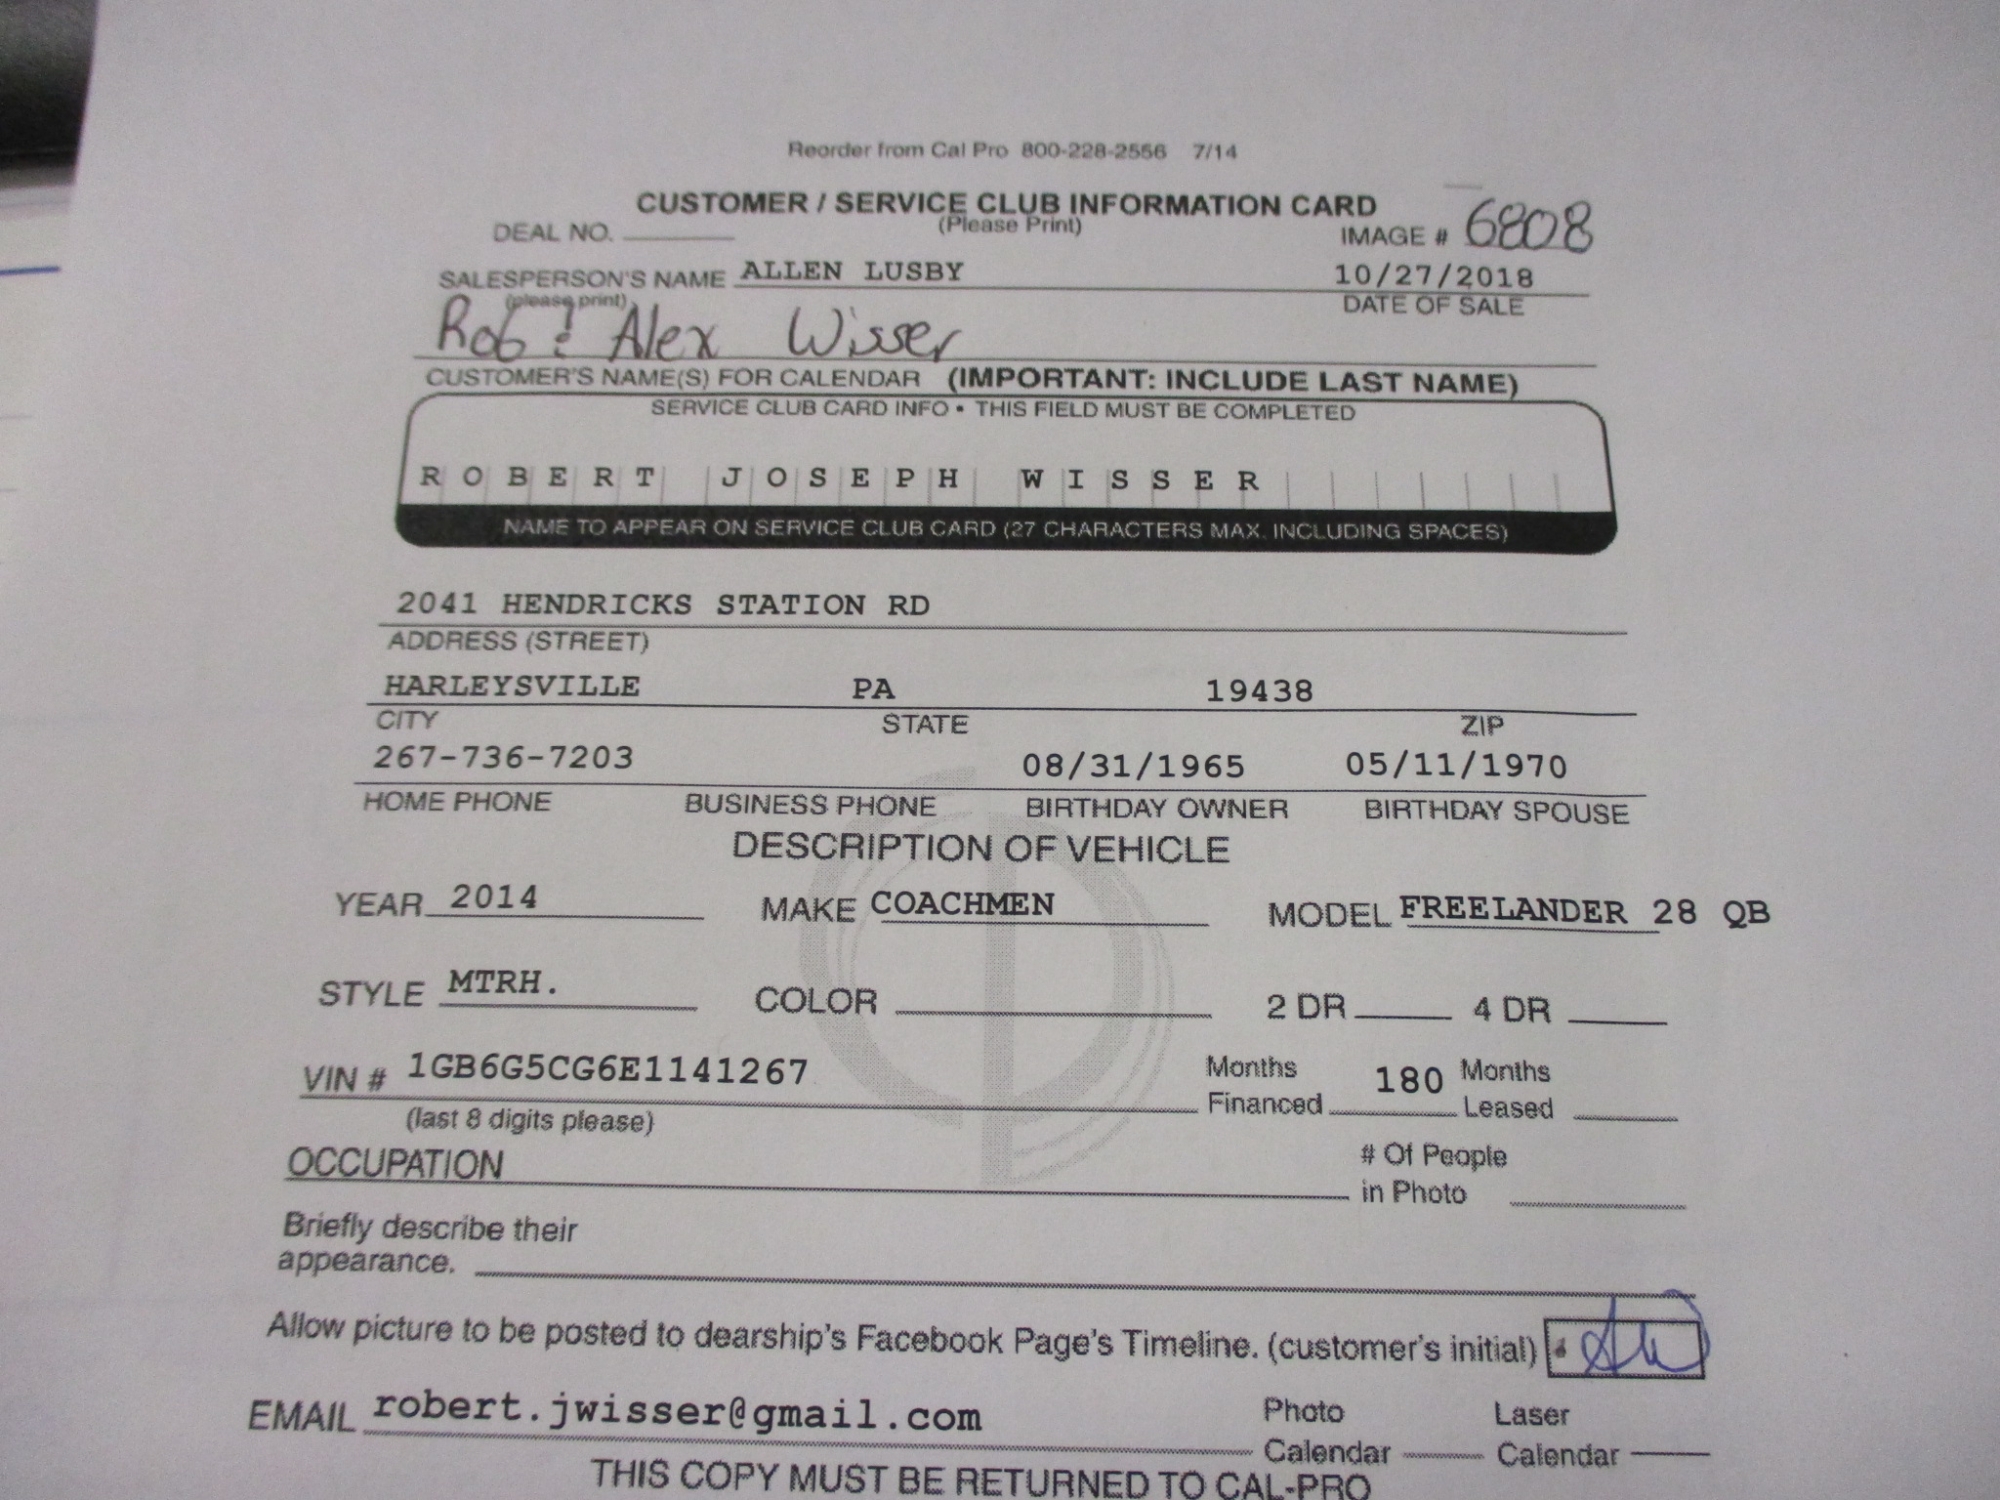 Reorder from Cal Pro 800-228-2556 7/14
CUSTOMER / SERVICE CLUB INFORMATION CARD
(Please Print)
DEAL NO.
IMAGE # 6808
SALESPERSON'S NAME ALLEN LUSBY 10/27/2018
(please print) DATE OF SALE
Rob & Alex Wisser
CUSTOMER'S NAME(S) FOR CALENDAR (IMPORTANT: INCLUDE LAST NAME)
SERVICE CLUB CARD INFO • THIS FIELD MUST BE COMPLETED
ROBERT JOSEPH WISSER
NAME TO APPEAR ON SERVICE CLUB CARD (27 CHARACTERS MAX. INCLUDING SPACES)
2041 HENDRICKS STATION RD
ADDRESS (STREET)
HARLEYSVILLE PA 19438
CITY STATE ZIP
267-736-7203 08/31/1965 05/11/1970
HOME PHONE BUSINESS PHONE BIRTHDAY OWNER BIRTHDAY SPOUSE
DESCRIPTION OF VEHICLE
YEAR 2014 MAKE COACHMEN MODEL FREELANDER 28 QB
STYLE MTRH. COLOR 2 DR 4 DR
VIN # 1GB6G5CG6E1141267 Months 180 Months
(last 8 digits please) Financed Leased
OCCUPATION # Of People
in Photo
Briefly describe their
appearance.
Allow picture to be posted to dearship's Facebook Page's Timeline. (customer's initial)
EMAIL robert.jwisser@gmail.com Photo Laser
Calendar Calendar
THIS COPY MUST BE RETURNED TO CAL-PRO